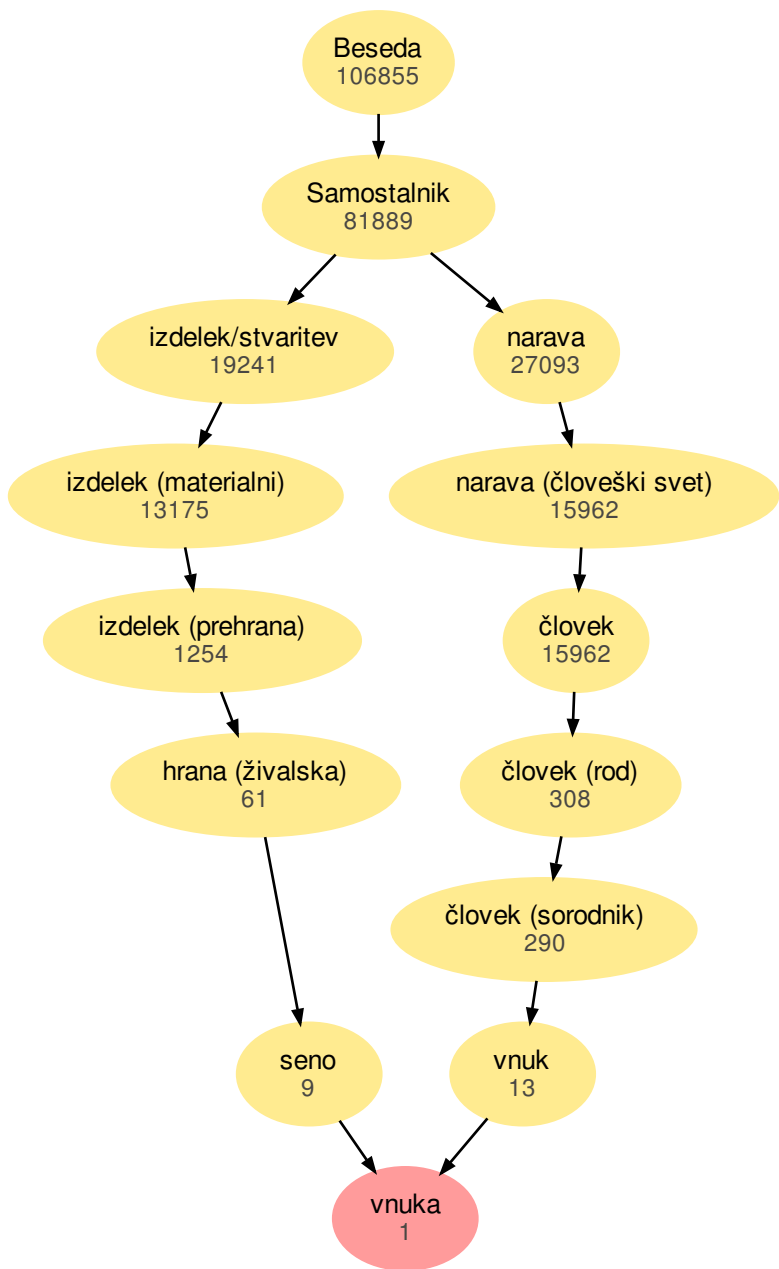 Beseda
106855
Samostalnik
81889
izdelek/stvaritev
19241
narava
27093
izdelek (materialni)
13175
narava (človeški svet)
15962
izdelek (prehrana)
1254
človek
15962
hrana (živalska)
61
človek (rod)
308
človek (sorodnik)
290
seno
9
vnuk
13
vnuka
1